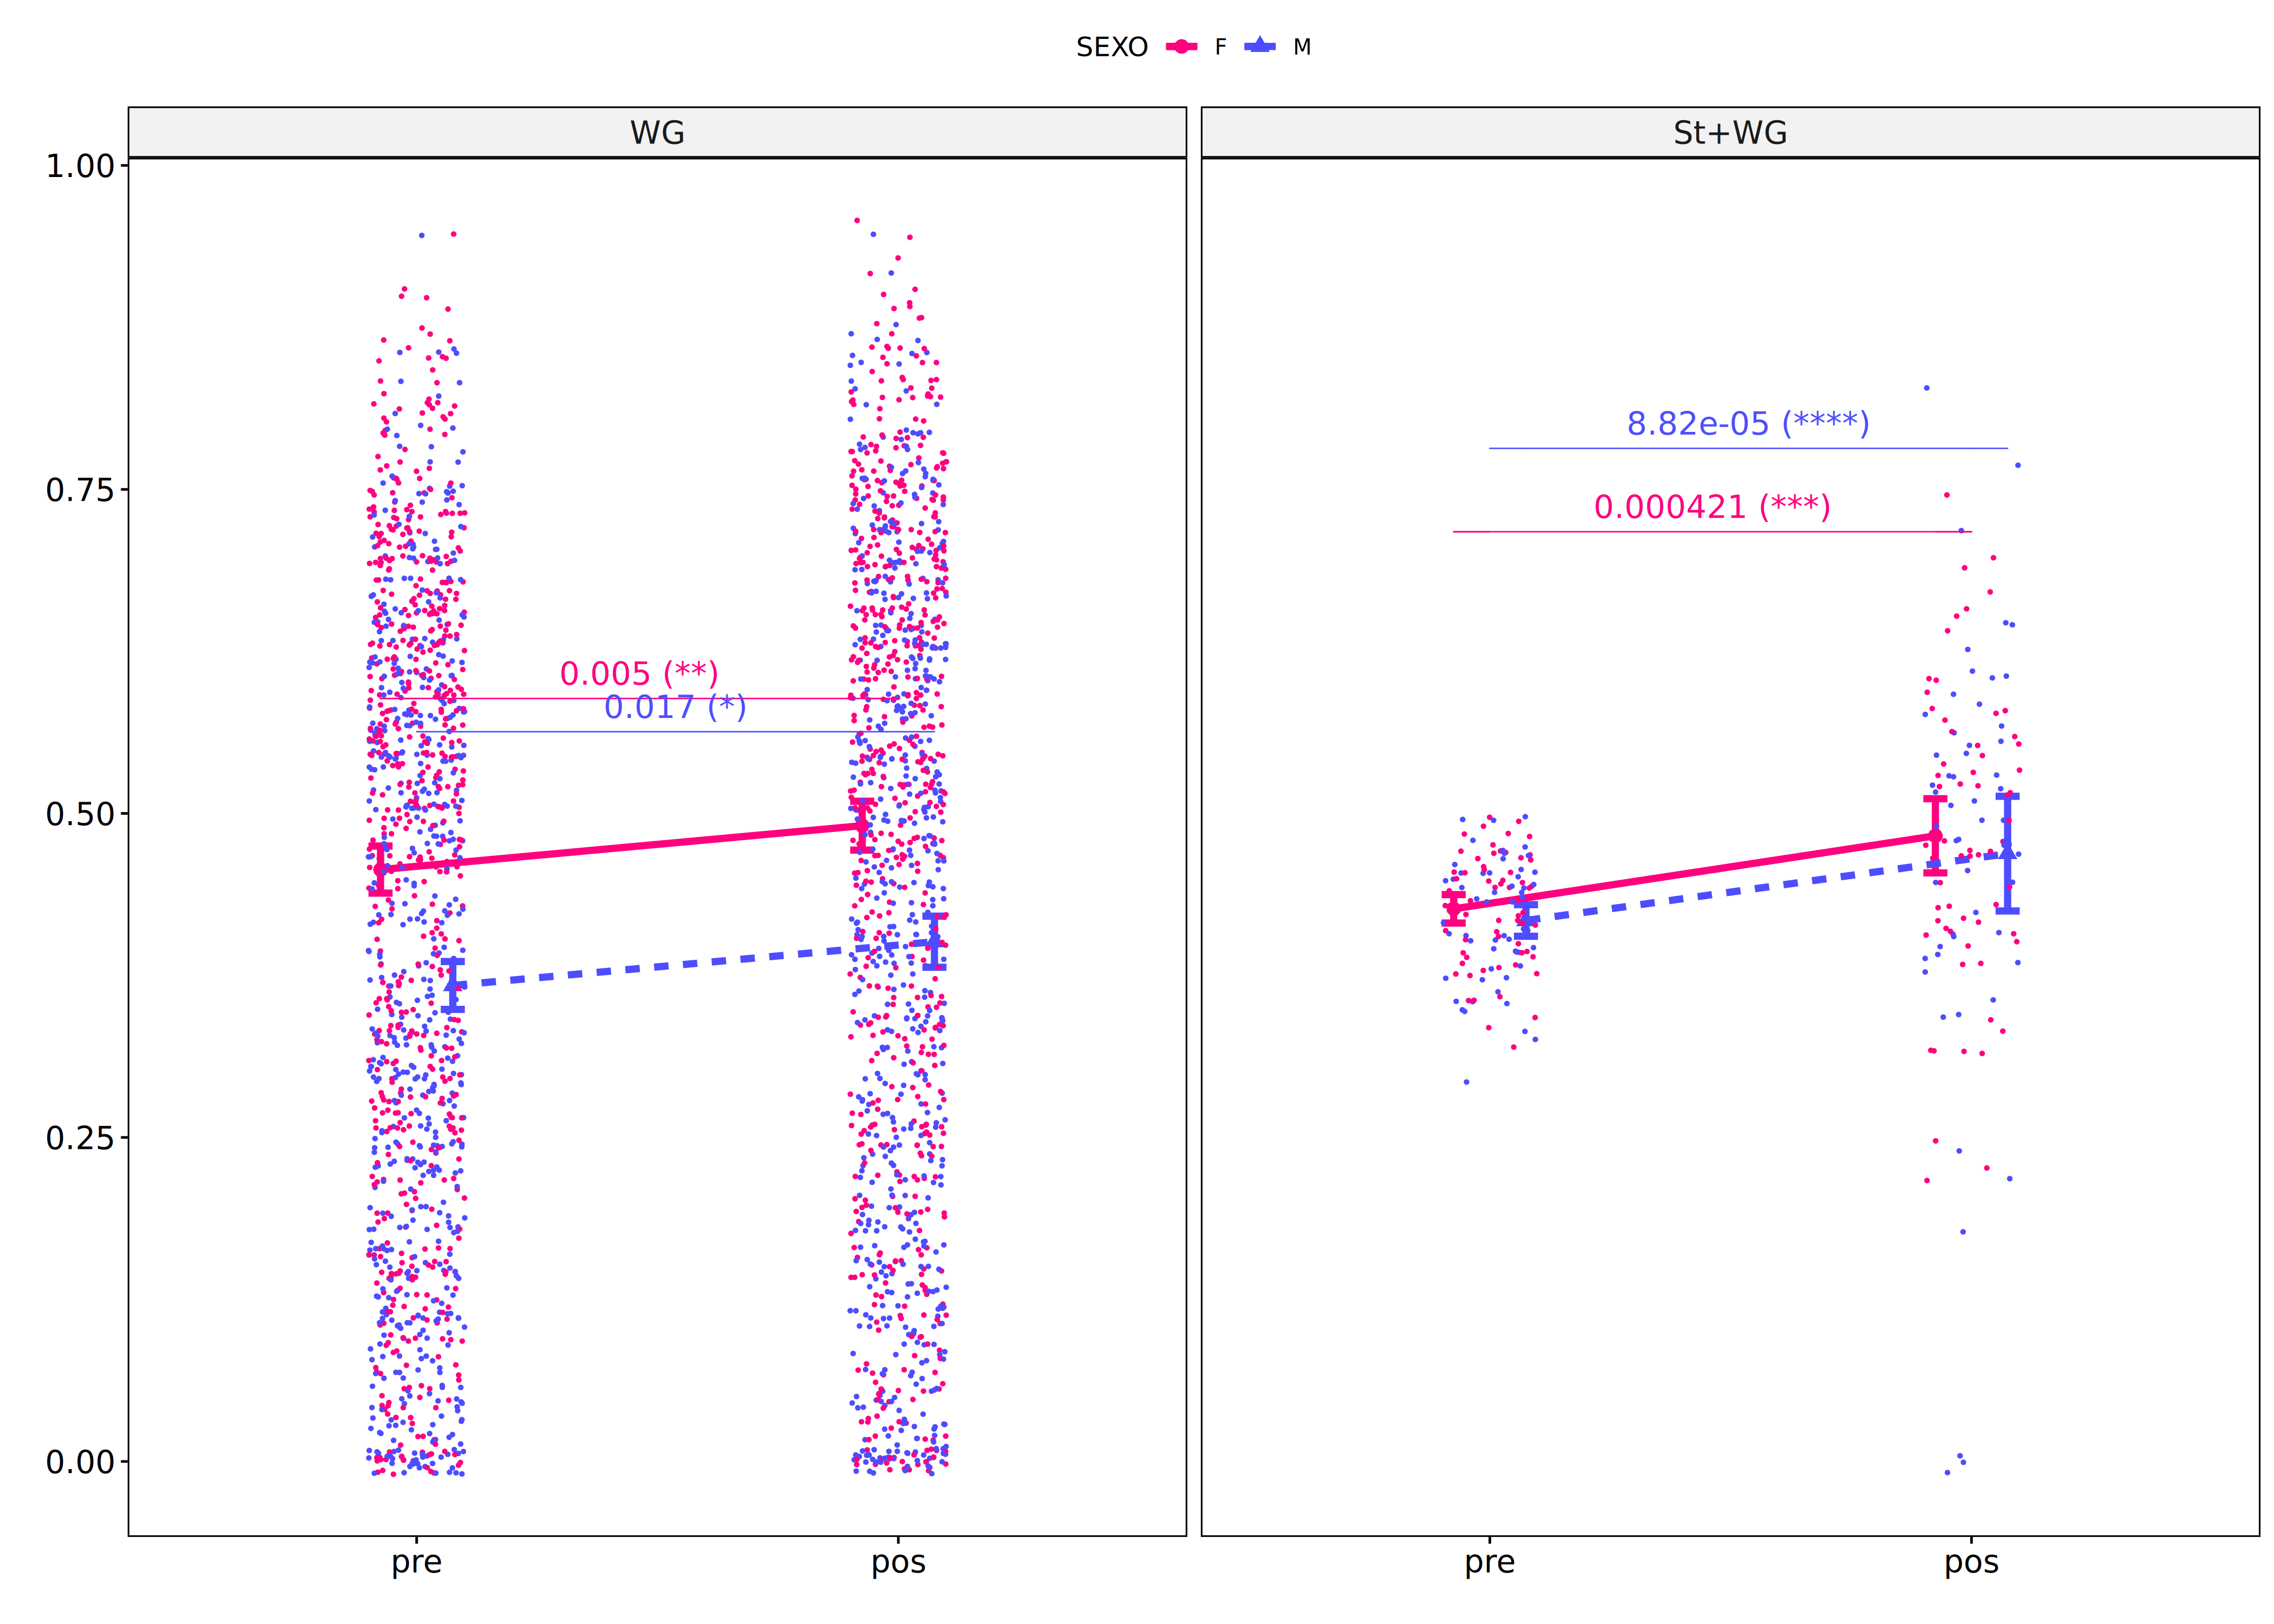 SEXO F M
WG
St+WG
1.00
0.75
0.50
0.25
0.00
0.005 (**)
0.017 (*)
8.82e-05 (****)
0.000421 (***)
pre pos
pre pos